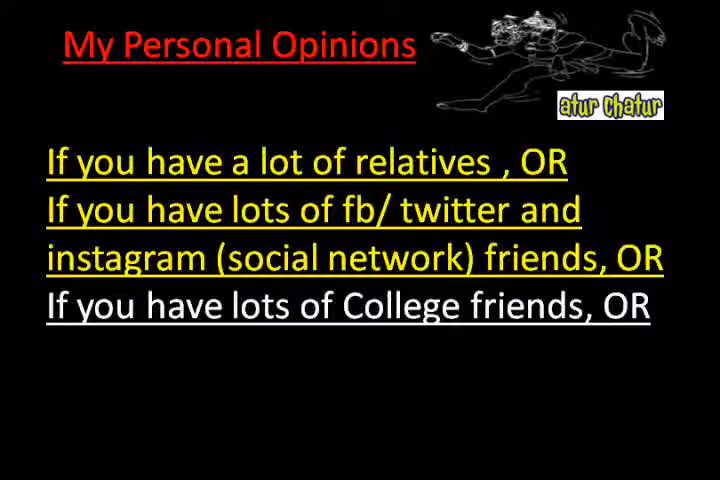 My Personal Opinions
atur chatur
If you have a lot of relatives , OR
If you have lots of fb/ twitter and
instagram (social network) friends, OR
If you have lots of College friends, OR